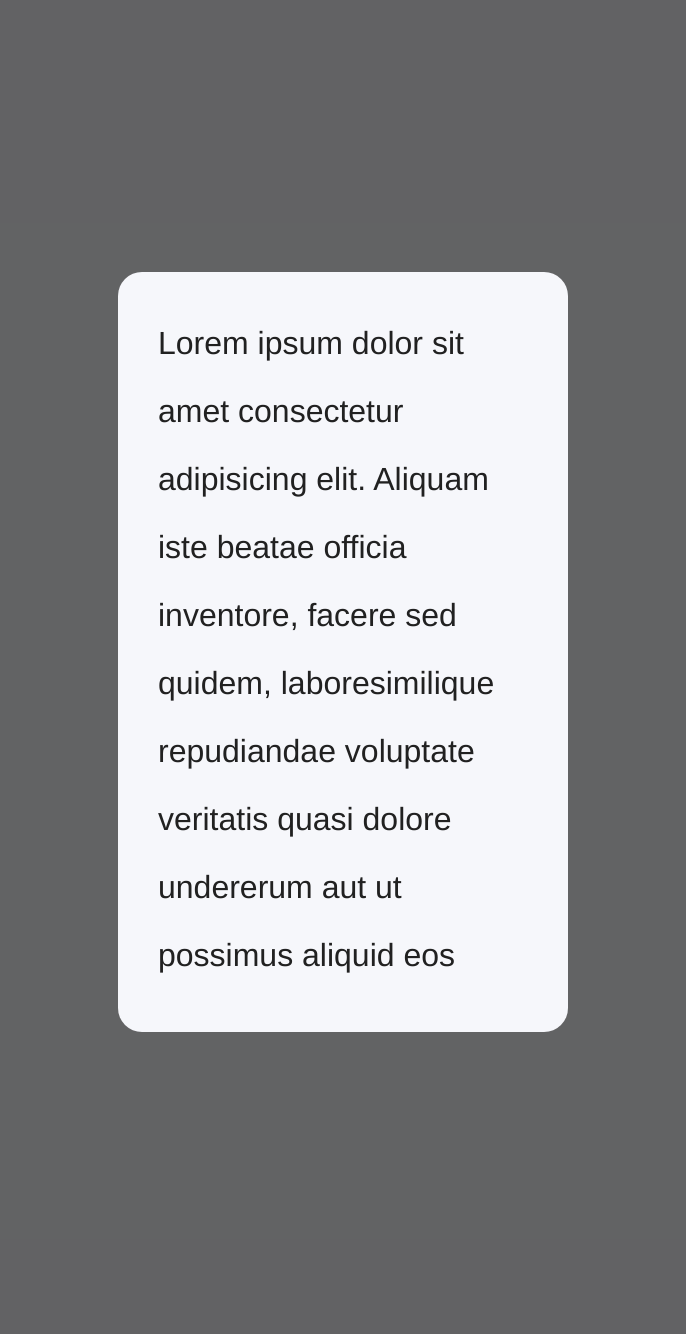 Lorem ipsum dolor sit
amet consectetur
adipisicing elit. Aliquam
iste beatae officia
inventore, facere sed
quidem, laboresimilique
repudiandae voluptate
veritatis quasi dolore
undererum aut ut
possimus aliquid eos